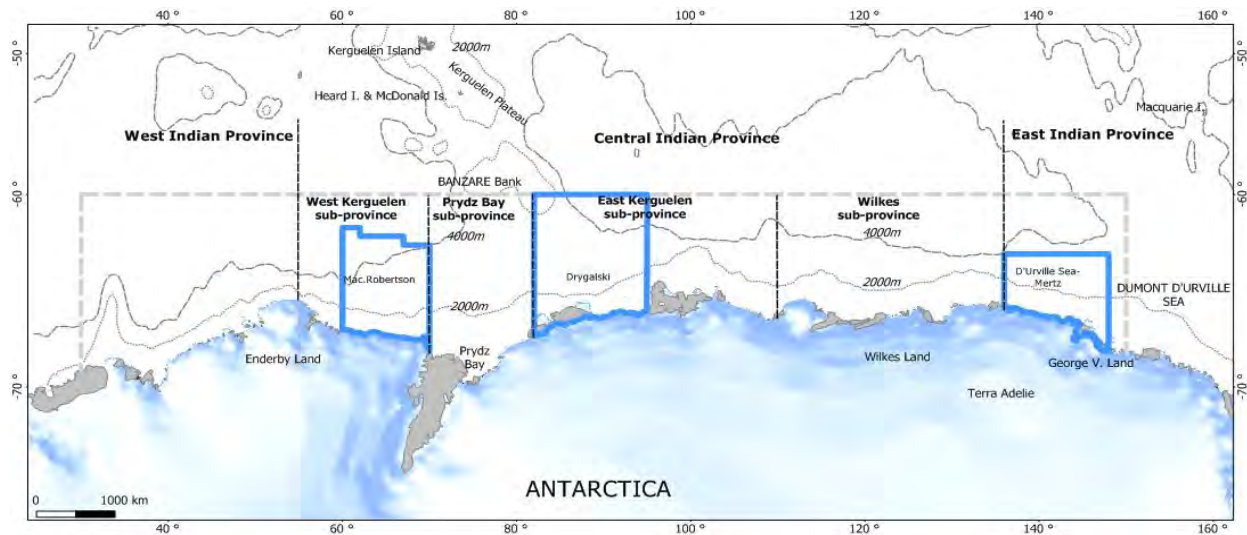 40 °
60 °
80 °
100 °
120 °
140 °
160 °
-50 °
-50 °
Kerguelen Island
2000m
Kerguelen Plateau
Heard I. & McDonald Is.
Macquarie I.
West Indian Province
Central Indian Province
East Indian Province
BANZARE Bank
-60 °
-60 °
West Kerguelen
sub-province
Prydz Bay
sub-province
East Kerguelen
sub-province
Wilkes
sub-province
4000m
4000m
Mac.Robertson
Drygalski
D'Urville Sea-
Mertz
2000m
2000m
DUMONT D'URVILLE
SEA
Enderby Land
Prydz
Bay
Wilkes Land
George V. Land
-70 °
-70 °
Terra Adelie
ANTARCTICA
0
1000 km
40 °
60 °
80 °
100 °
120 °
140 °
160 °